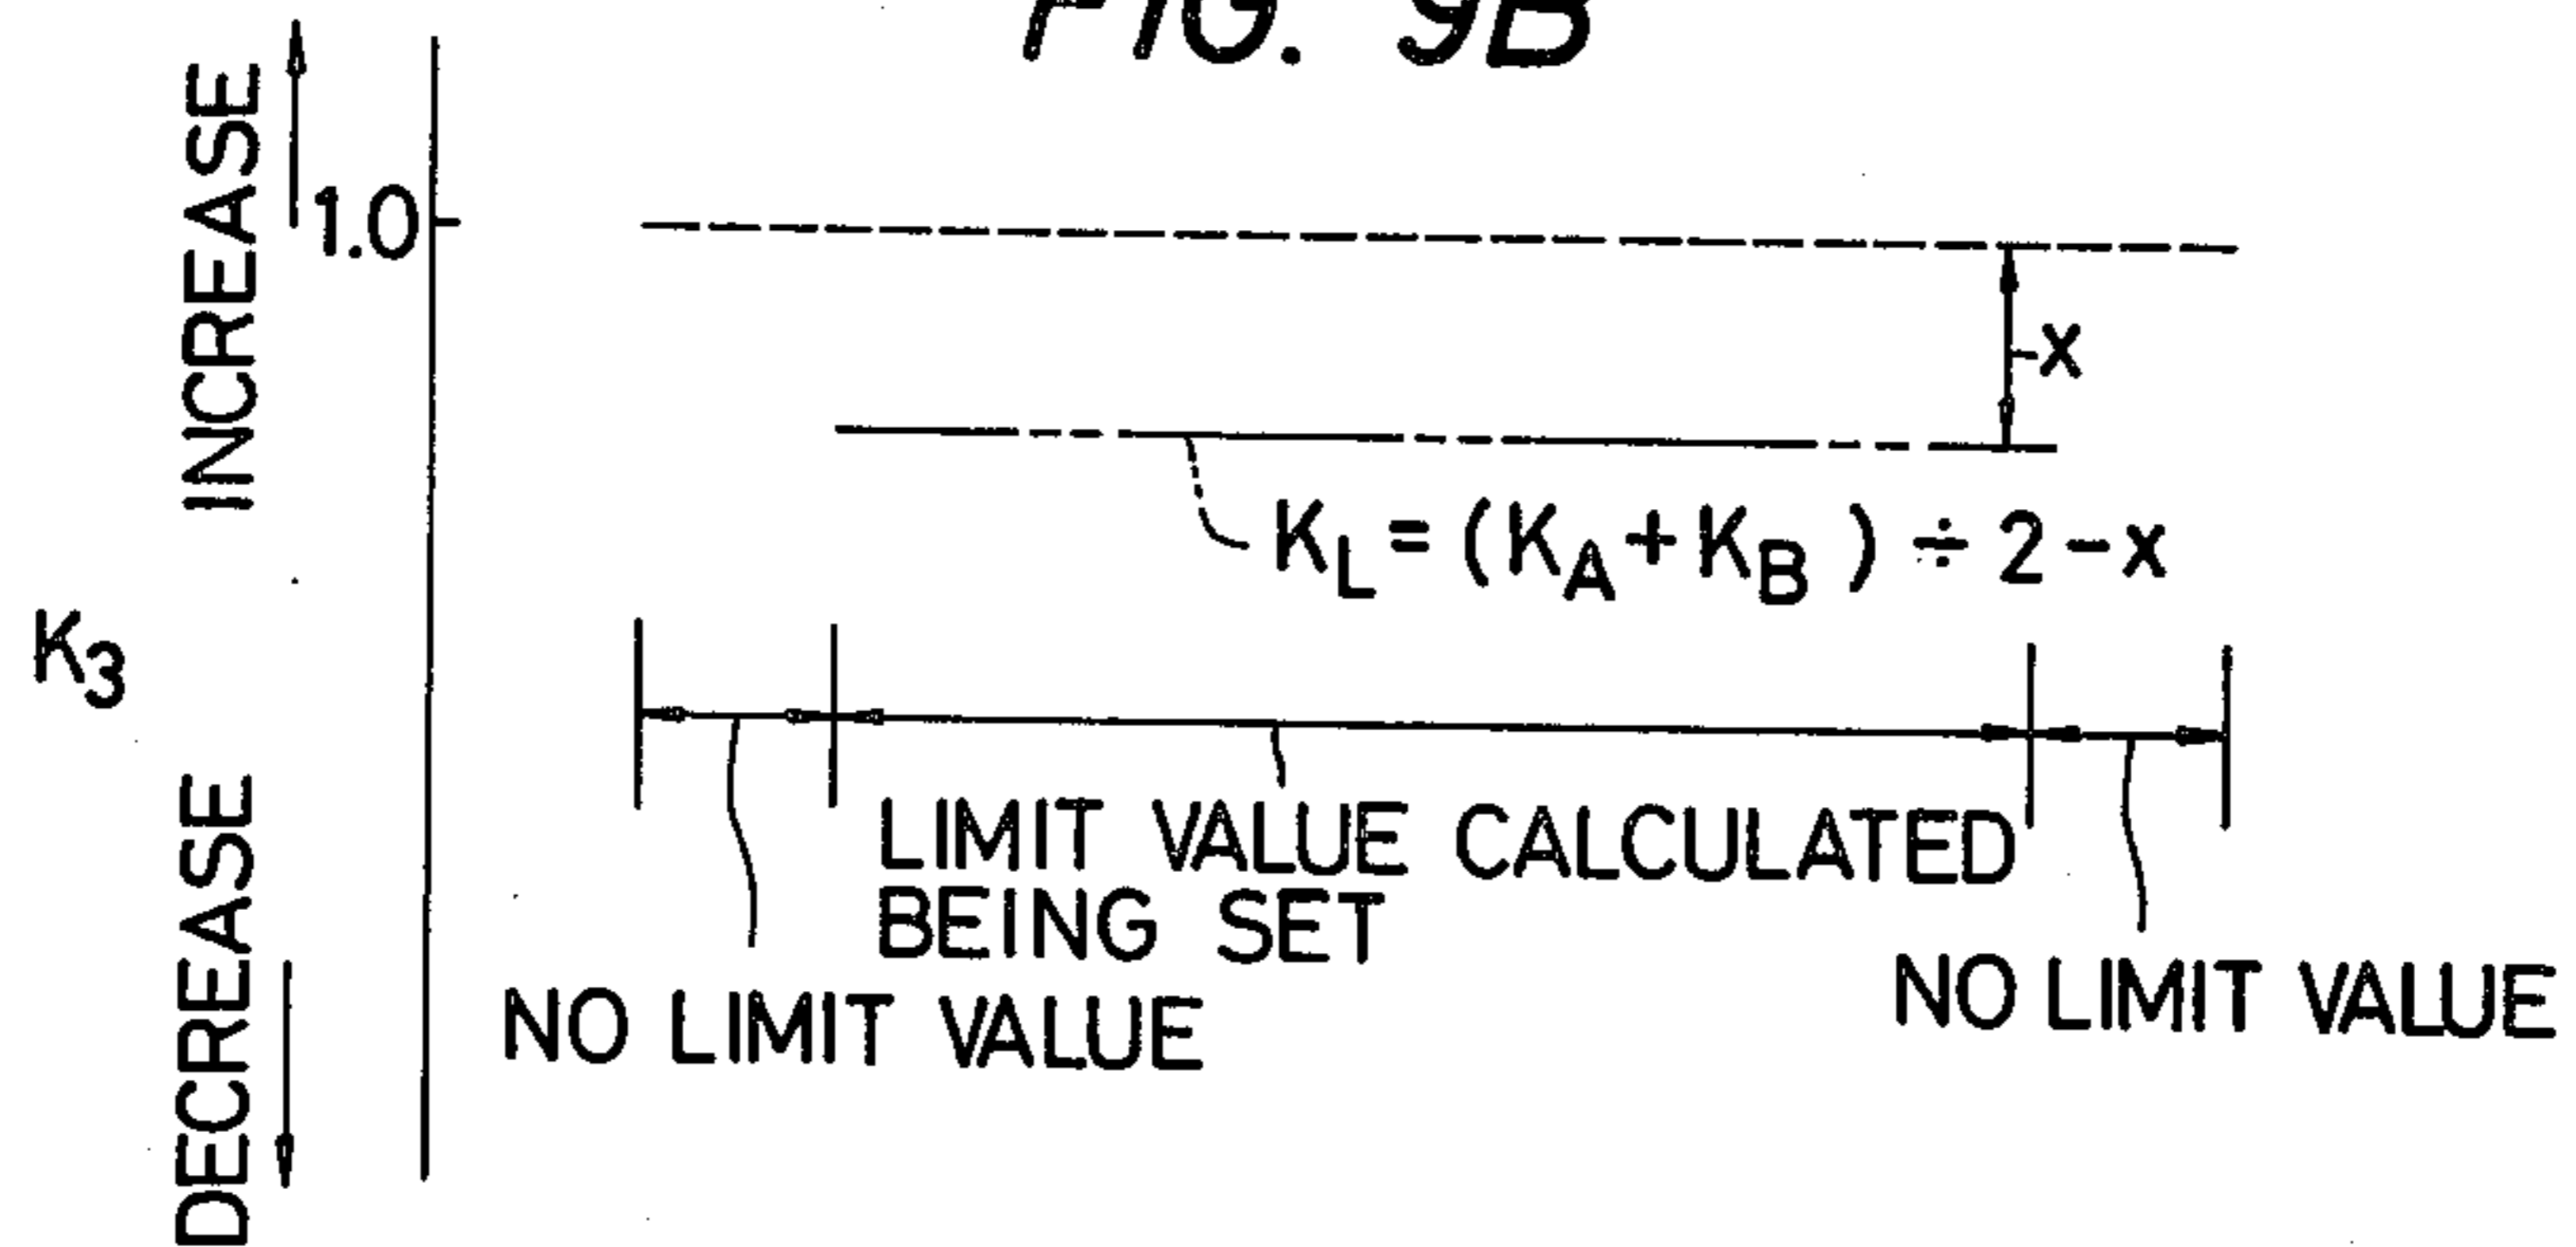 FIG. 9B
INCREASE
1.0
x
K_L = (K_A + K_B) ÷ 2 - x
K_3
LIMIT VALUE CALCULATED
BEING SET
NO LIMIT VALUE
NO LIMIT VALUE
DECREASE